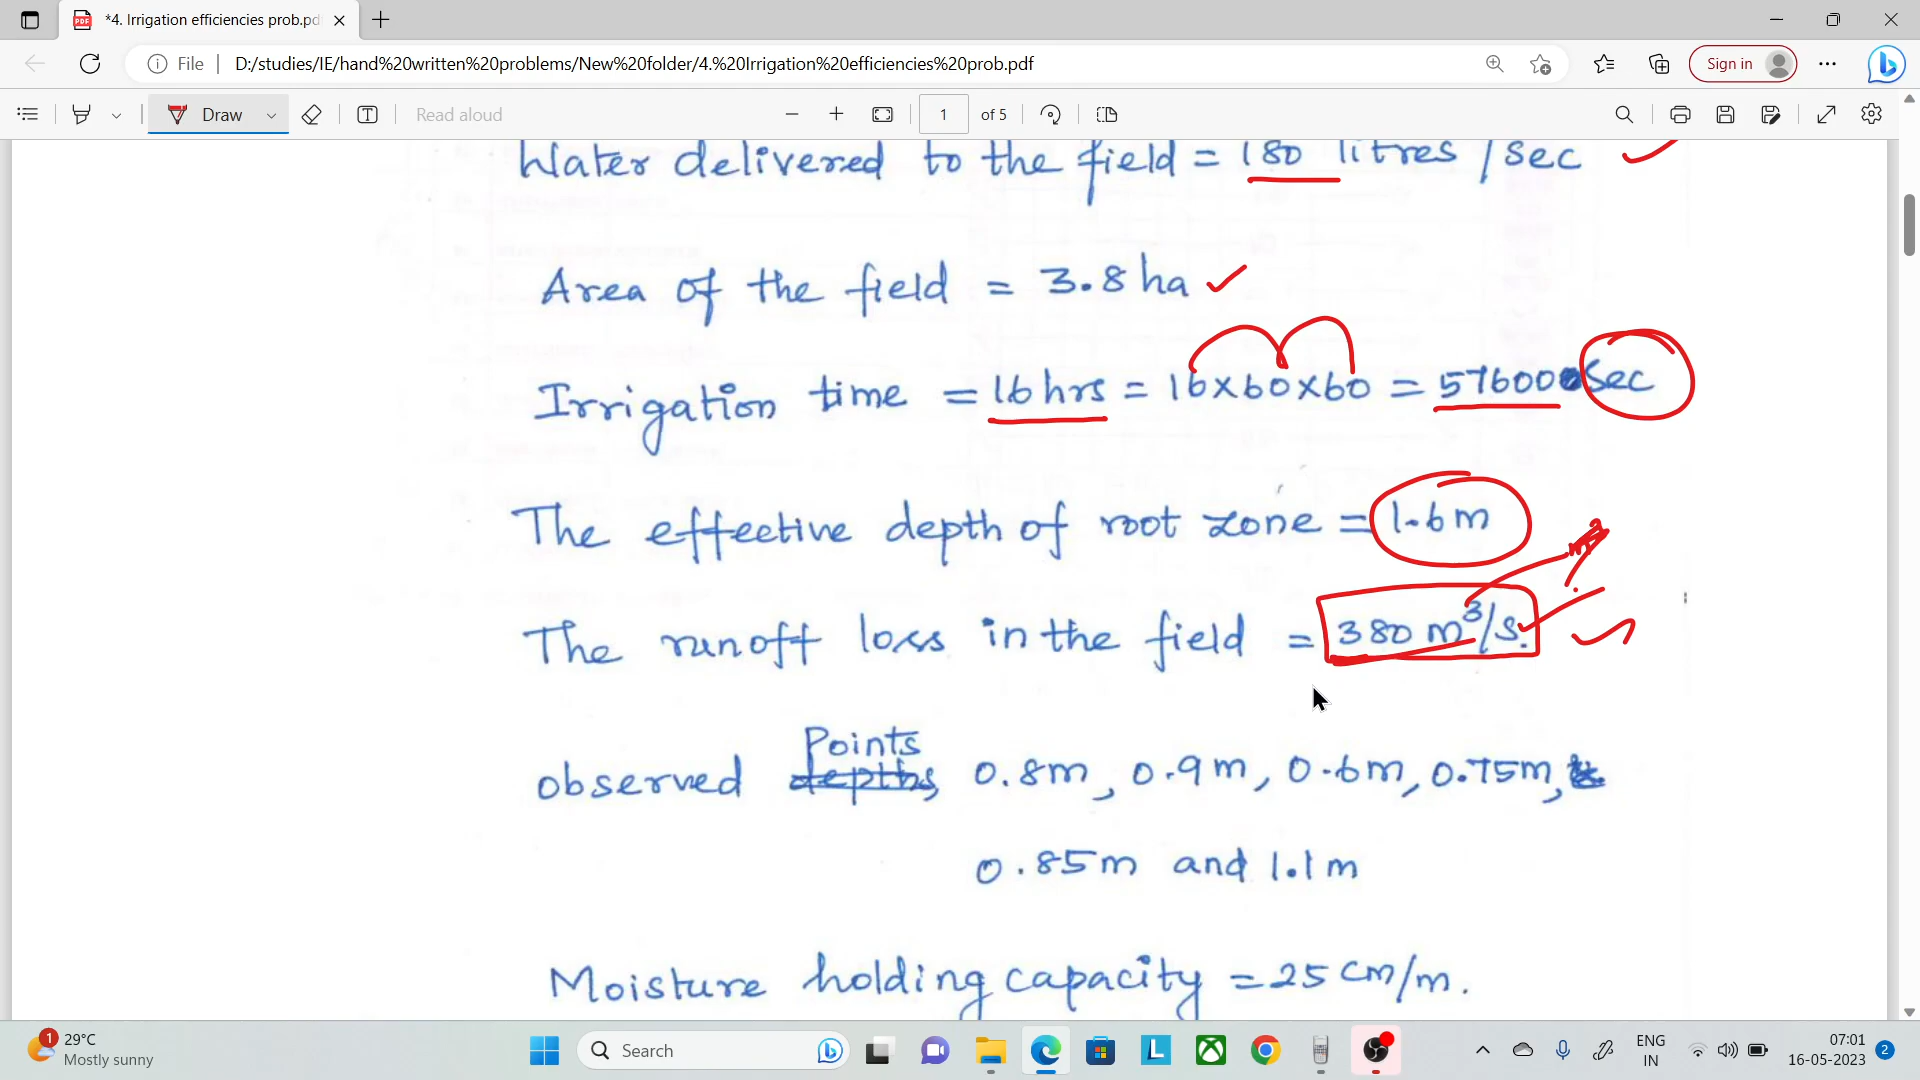 *4. Irrigation efficiencies prob.pd
File
D:/studies/IE/hand%20written%20problems/New%20folder/4.%20Irrigation%20efficiencies%20prob.pdf
Sign in
Draw
Read aloud
1 of 5
Water delivered to the field = 180 litres /sec
Area of the field = 3.8 ha
Irrigation time = 16 hrs = 16x60x60 = 57600 sec
The effective depth of root zone = 1.6m
The runoff loss in the field = 380 m³/s.
Points
observed depths, 0.8m, 0.9m, 0.6m, 0.75m,
0.85m and 1.1m
Moisture holding capacity = 25 cm/m.
1
29°C
Mostly sunny
Search
ENG
IN
07:01
16-05-2023
2